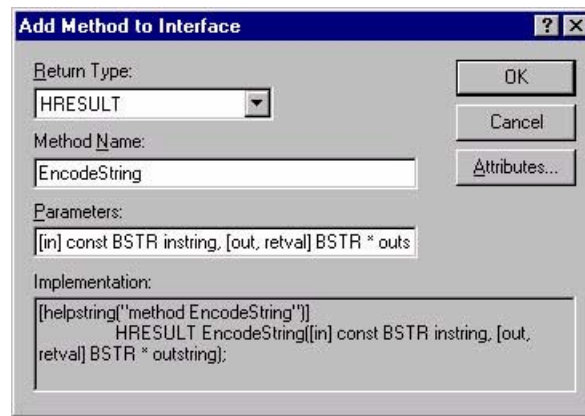 Add Method to Interface
Return Type:
HRESULT
Method Name:
EncodeString
Parameters:
[in] const BSTR instring, [out, retval] BSTR * outs
Implementation:
[helpstring("method EncodeString")]
HRESULT EncodeString([in] const BSTR instring, [out,
retval] BSTR * outstring);
OK
Cancel
Attributes...